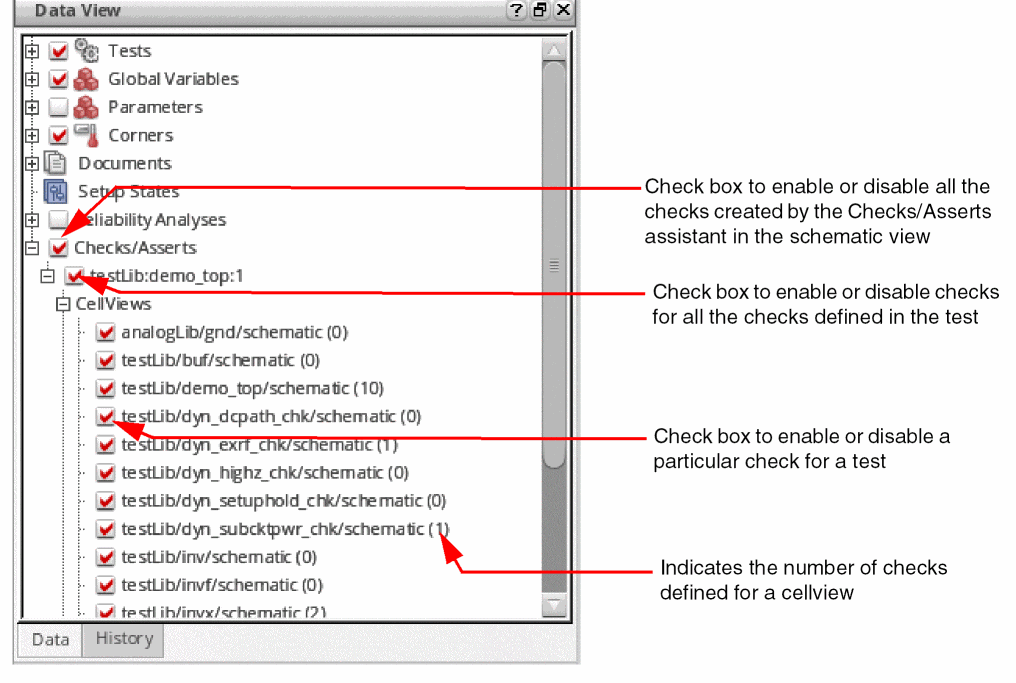 Data View
Tests
Global Variables
Parameters
Corners
Documents
Setup States
eliability Analyses
Checks/Asserts
testLib:demo_top:1
CellViews
analogLib/gnd/schematic (0)
testLib/buf/schematic (0)
testLib/demo_top/schematic (10)
testLib/dyn_dcpath_chk/schematic (0)
testLib/dyn_exrf_chk/schematic (1)
testLib/dyn_highz_chk/schematic (0)
testLib/dyn_setuphold_chk/schematic (0)
testLib/dyn_subcktpwr_chk/schematic (1)
testLib/inv/schematic (0)
testLib/invf/schematic (0)
testLib/invx/schematic (2)
Data
History
Check box to enable or disable all the
checks created by the Checks/Asserts
assistant in the schematic view
Check box to enable or disable checks
for all the checks defined in the test
Check box to enable or disable a
particular check for a test
Indicates the number of checks
defined for a cellview